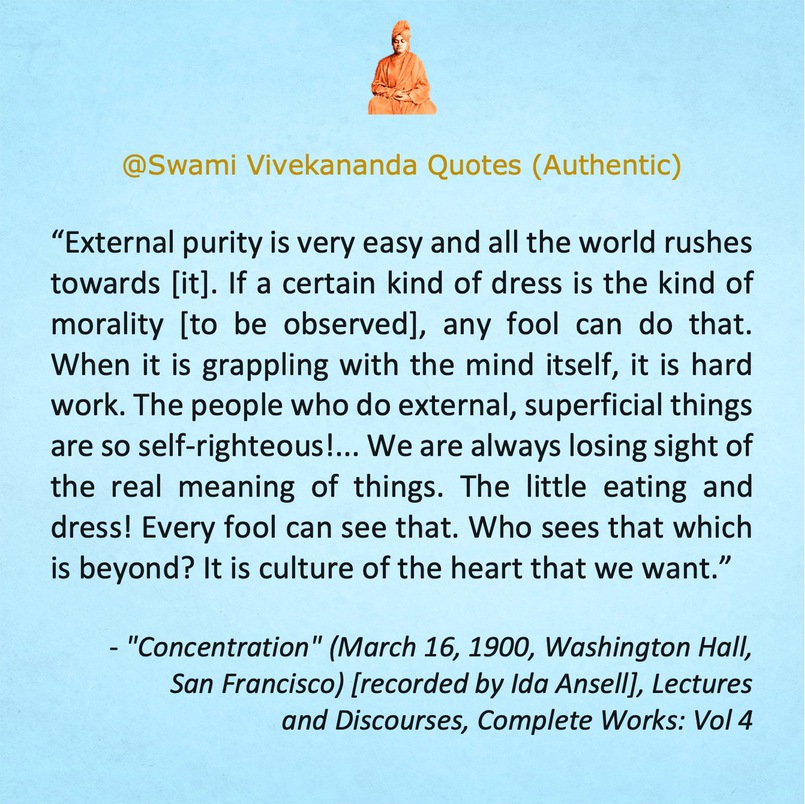 @Swami Vivekananda Quotes (Authentic)
“External purity is very easy and all the world rushes
towards [it]. If a certain kind of dress is the kind of
morality [to be observed], any fool can do that.
When it is grappling with the mind itself, it is hard
work. The people who do external, superficial things
are so self-righteous!... We are always losing sight of
the real meaning of things. The little eating and
dress! Every fool can see that. Who sees that which
is beyond? It is culture of the heart that we want.”
- "Concentration" (March 16, 1900, Washington Hall,
San Francisco) [recorded by Ida Ansell], Lectures
and Discourses, Complete Works: Vol 4